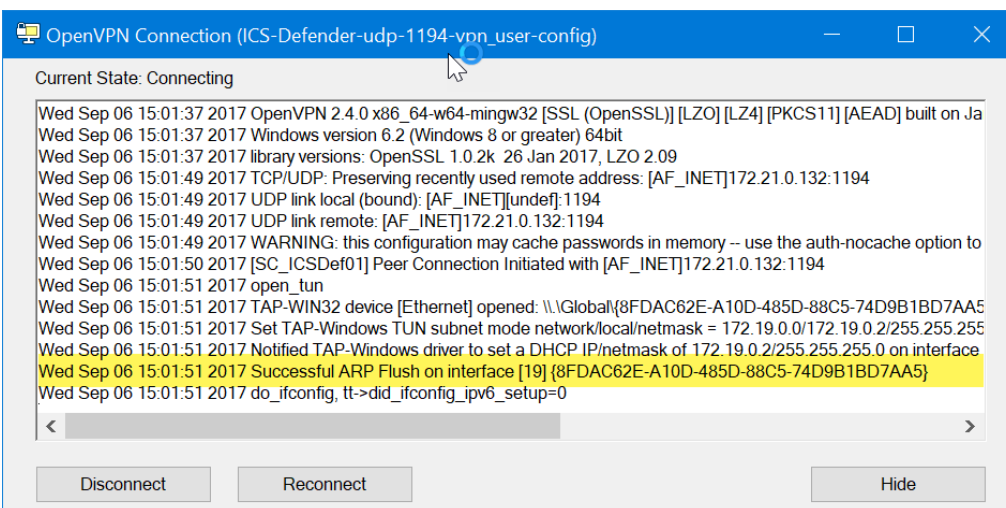 OpenVPN Connection (ICS-Defender-udp-1194-vpn_user-config)
Current State: Connecting
Wed Sep 06 15:01:37 2017 OpenVPN 2.4.0 x86_64-w64-mingw32 [SSL (OpenSSL)] [LZO] [LZ4] [PKCS11] [AEAD] built on Ja
Wed Sep 06 15:01:37 2017 Windows version 6.2 (Windows 8 or greater) 64bit
Wed Sep 06 15:01:37 2017 library versions: OpenSSL 1.0.2k  26 Jan 2017, LZO 2.09
Wed Sep 06 15:01:49 2017 TCP/UDP: Preserving recently used remote address: [AF_INET]172.21.0.132:1194
Wed Sep 06 15:01:49 2017 UDP link local (bound): [AF_INET][undef]:1194
Wed Sep 06 15:01:49 2017 UDP link remote: [AF_INET]172.21.0.132:1194
Wed Sep 06 15:01:49 2017 WARNING: this configuration may cache passwords in memory -- use the auth-nocache option to
Wed Sep 06 15:01:50 2017 [SC_ICSDef01] Peer Connection Initiated with [AF_INET]172.21.0.132:1194
Wed Sep 06 15:01:51 2017 open_tun
Wed Sep 06 15:01:51 2017 TAP-WIN32 device [Ethernet] opened: \\.\Global\{8FDAC62E-A10D-485D-88C5-74D9B1BD7AA5
Wed Sep 06 15:01:51 2017 Set TAP-Windows TUN subnet mode network/local/netmask = 172.19.0.0/172.19.0.2/255.255.255
Wed Sep 06 15:01:51 2017 Notified TAP-Windows driver to set a DHCP IP/netmask of 172.19.0.2/255.255.255.0 on interface
Wed Sep 06 15:01:51 2017 Successful ARP Flush on interface [19] {8FDAC62E-A10D-485D-88C5-74D9B1BD7AA5}
Wed Sep 06 15:01:51 2017 do_ifconfig, tt->did_ifconfig_ipv6_setup=0
Disconnect
Reconnect
Hide